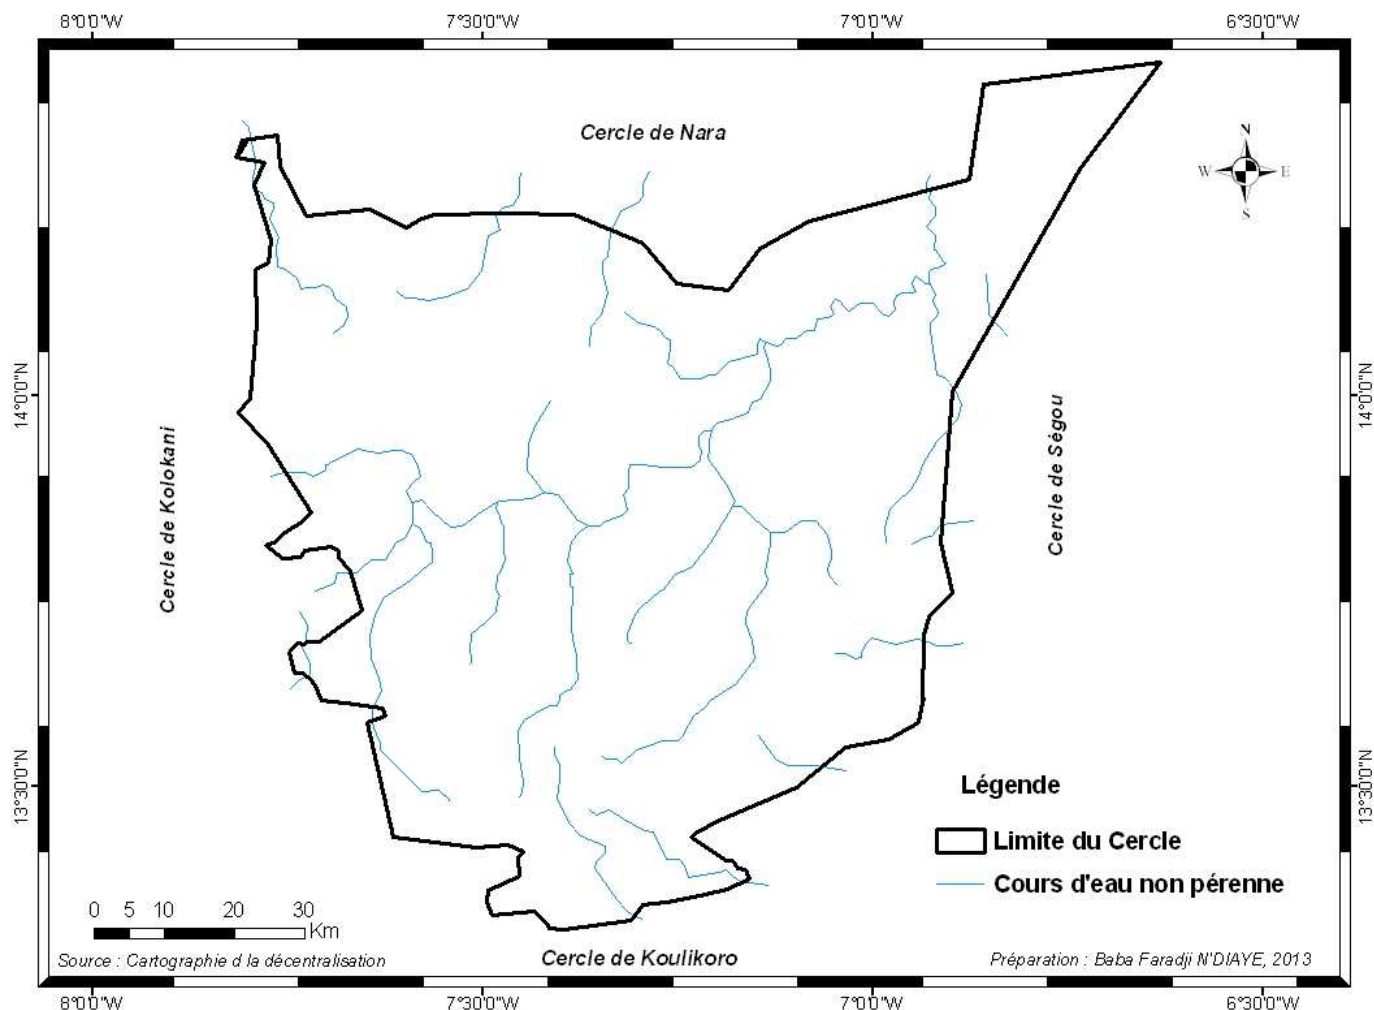 8°0'0"W 7°30'0"W 7°0'0"W 6°30'0"W
Cercle de Nara
N
W E
S
14°0'0"N 14°0'0"N
Cercle de Kolokani
Cercle de Ségou
13°30'0"N 13°30'0"N
Légende
Limite du Cercle
Cours d'eau non pérenne
0 5 10 20 30
Km
Source : Cartographie d la décentralisation
Cercle de Koulikoro
Préparation : Baba Faradji N'DIAYE, 2013
8°0'0"W 7°30'0"W 7°0'0"W 6°30'0"W